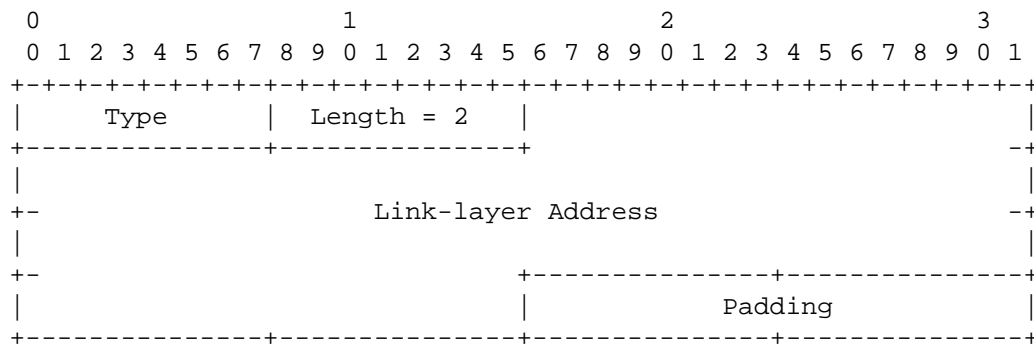 0                   1                   2                   3
 0 1 2 3 4 5 6 7 8 9 0 1 2 3 4 5 6 7 8 9 0 1 2 3 4 5 6 7 8 9 0 1
+-+-+-+-+-+-+-+-+-+-+-+-+-+-+-+-+-+-+-+-+-+-+-+-+-+-+-+-+-+-+-+-+
|     Type      |  Length = 2   |                               |
+---------------+---------------+                              -+
|                                                               |
+-                     Link-layer Address                      -+
|                                                               |
+-                              +---------------+---------------+
|                               |            Padding            |
+---------------+---------------+---------------+---------------+